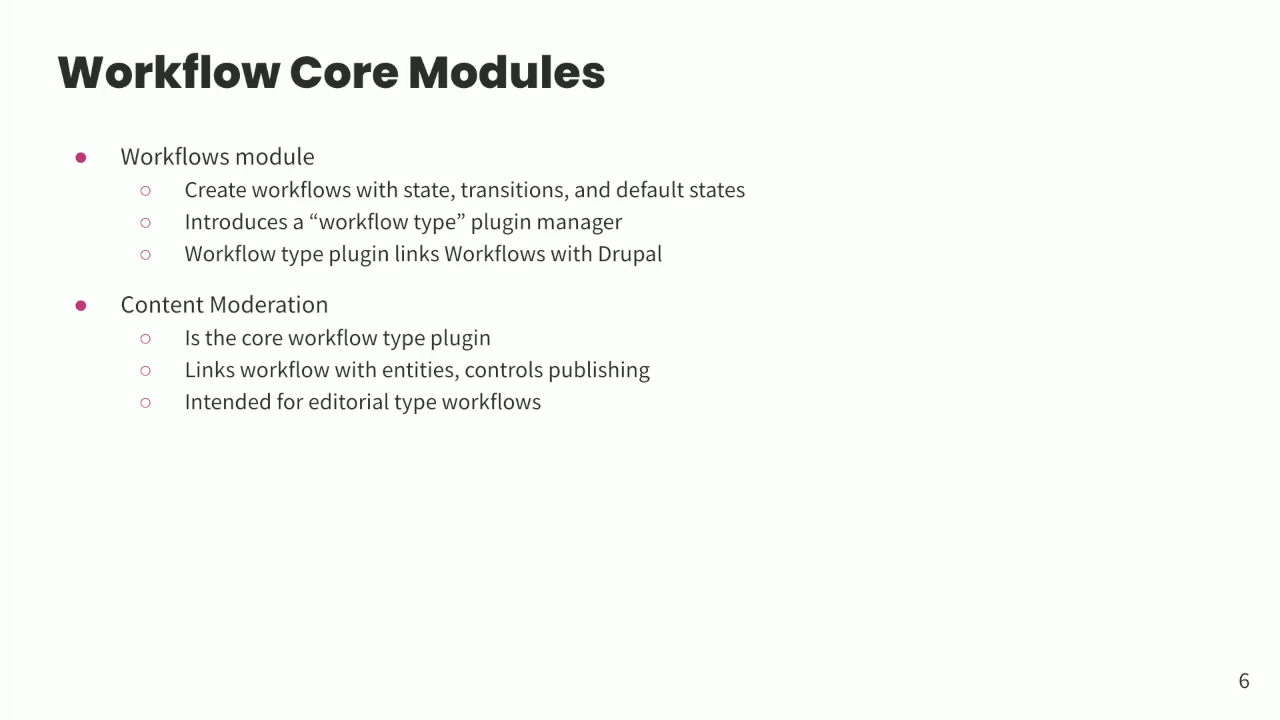 Workflow Core Modules
● Workflows module
○ Create workflows with state, transitions, and default states
○ Introduces a “workflow type” plugin manager
○ Workflow type plugin links Workflows with Drupal
● Content Moderation
○ Is the core workflow type plugin
○ Links workflow with entities, controls publishing
○ Intended for editorial type workflows
6